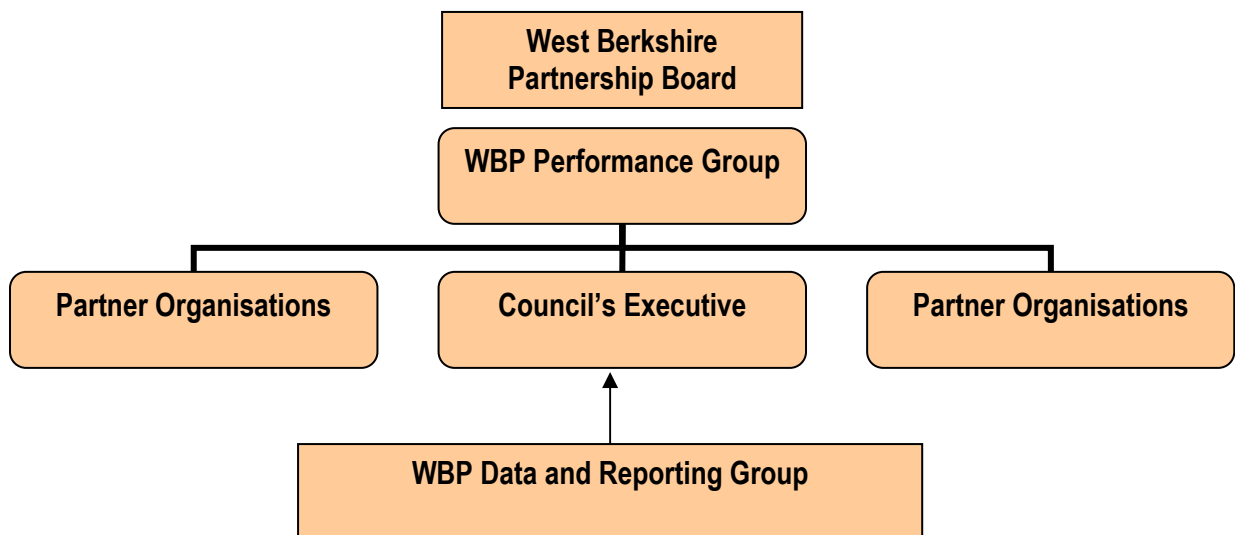 West Berkshire
Partnership Board
WBP Performance Group
Partner Organisations
Council’s Executive
Partner Organisations
WBP Data and Reporting Group